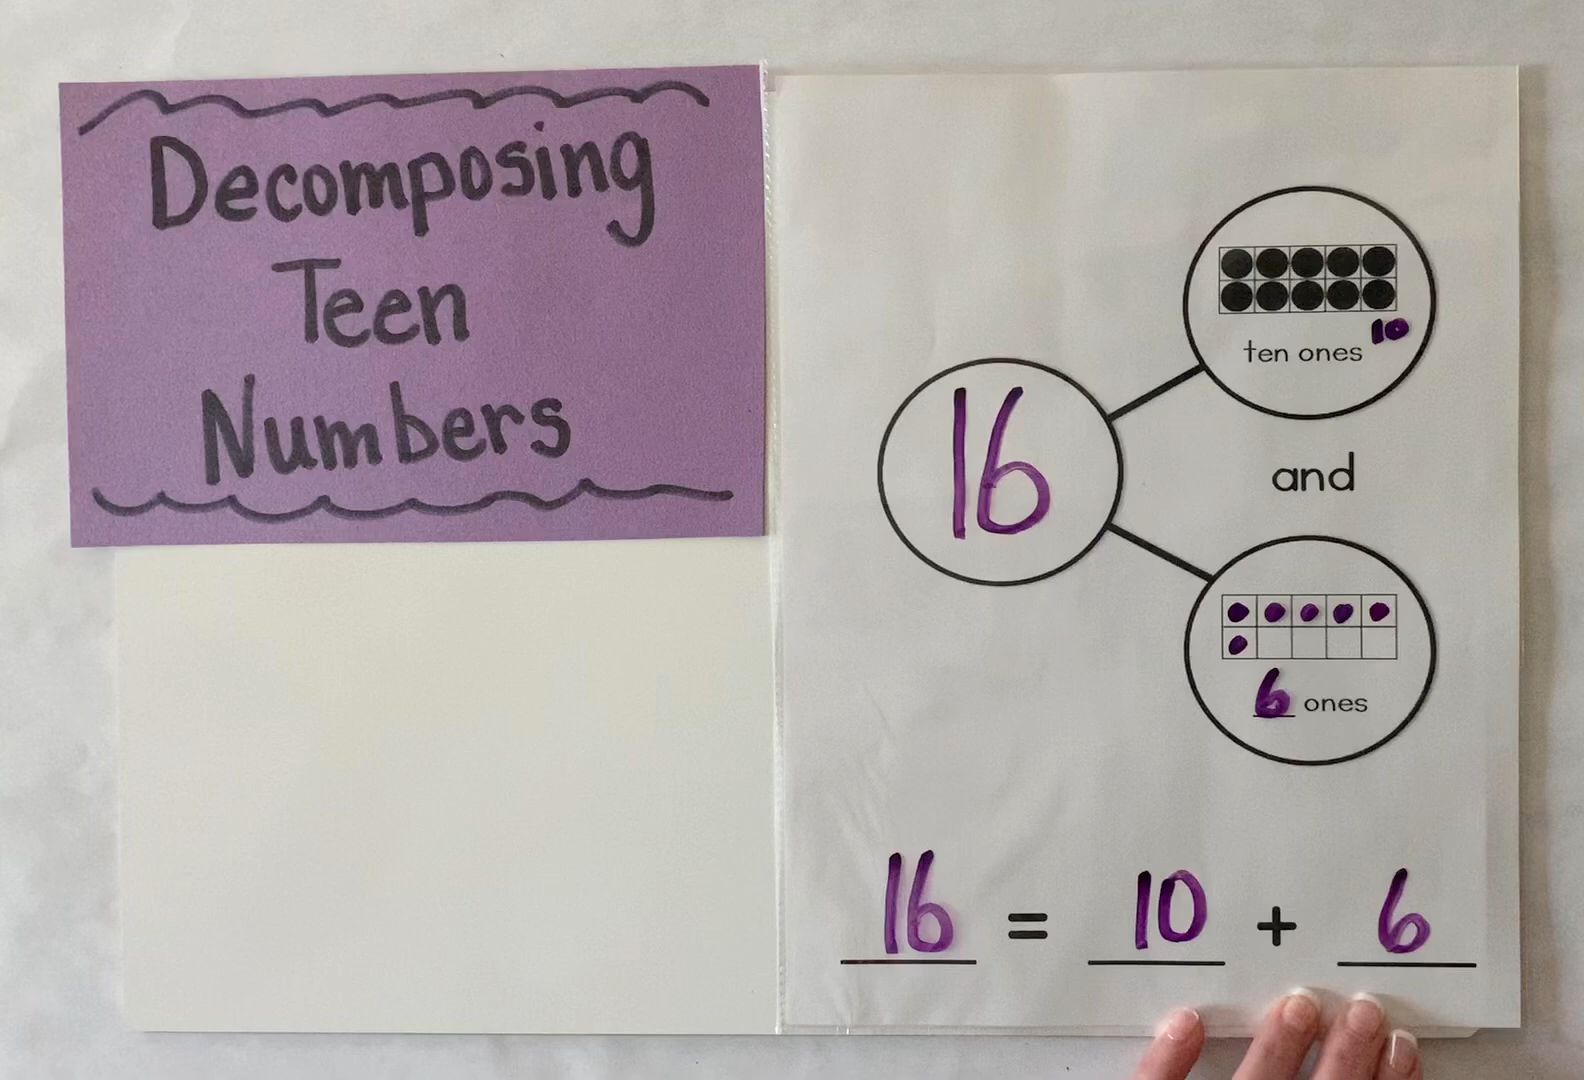 Decomposing
Teen
Numbers
10
ten ones
16
and
6 ones
16 = 10 + 6